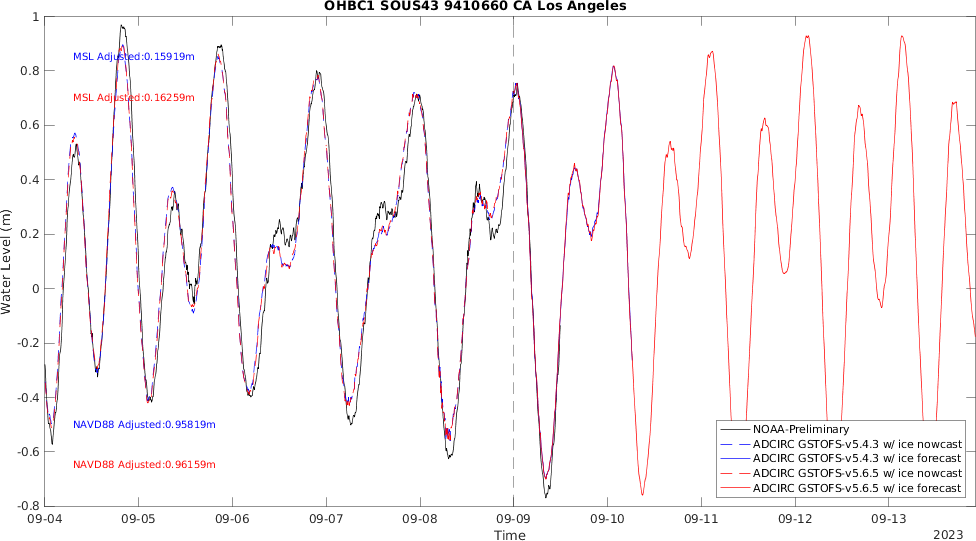 OHBC1 SOUS43 9410660 CA Los Angeles
1
0.8
0.6
0.4
0.2
0
-0.2
-0.4
-0.6
-0.8
Water Level (m)
MSL Adjusted:0.15919m
MSL Adjusted:0.16259m
NAVD88 Adjusted:0.95819m
NAVD88 Adjusted:0.96159m
NOAA-Preliminary
ADCIRC GSTOFS-v5.4.3 w/ ice nowcast
ADCIRC GSTOFS-v5.4.3 w/ ice forecast
ADCIRC GSTOFS-v5.6.5 w/ ice nowcast
ADCIRC GSTOFS-v5.6.5 w/ ice forecast
09-04 09-05 09-06 09-07 09-08 09-09 09-10 09-11 09-12 09-13
Time
2023